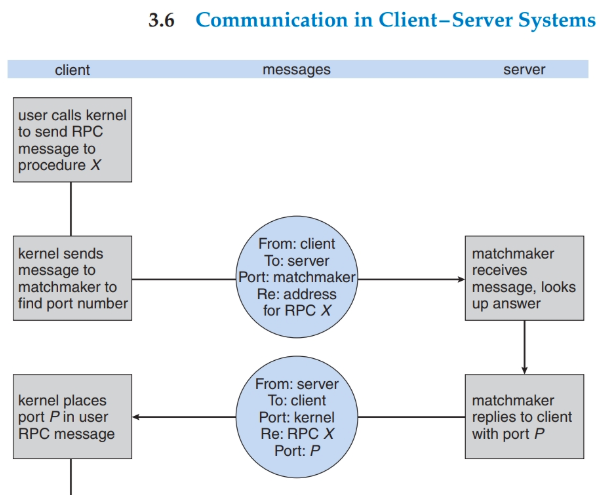 3.6 Communication in Client–Server Systems
client messages server
user calls kernel
to send RPC
message to
procedure X
kernel sends
message to
matchmaker to
find port number
From: client
To: server
Port: matchmaker
Re: address
for RPC X
matchmaker
receives
message, looks
up answer
kernel places
port P in user
RPC message
From: server
To: client
Port: kernel
Re: RPC X
Port: P
matchmaker
replies to client
with port P